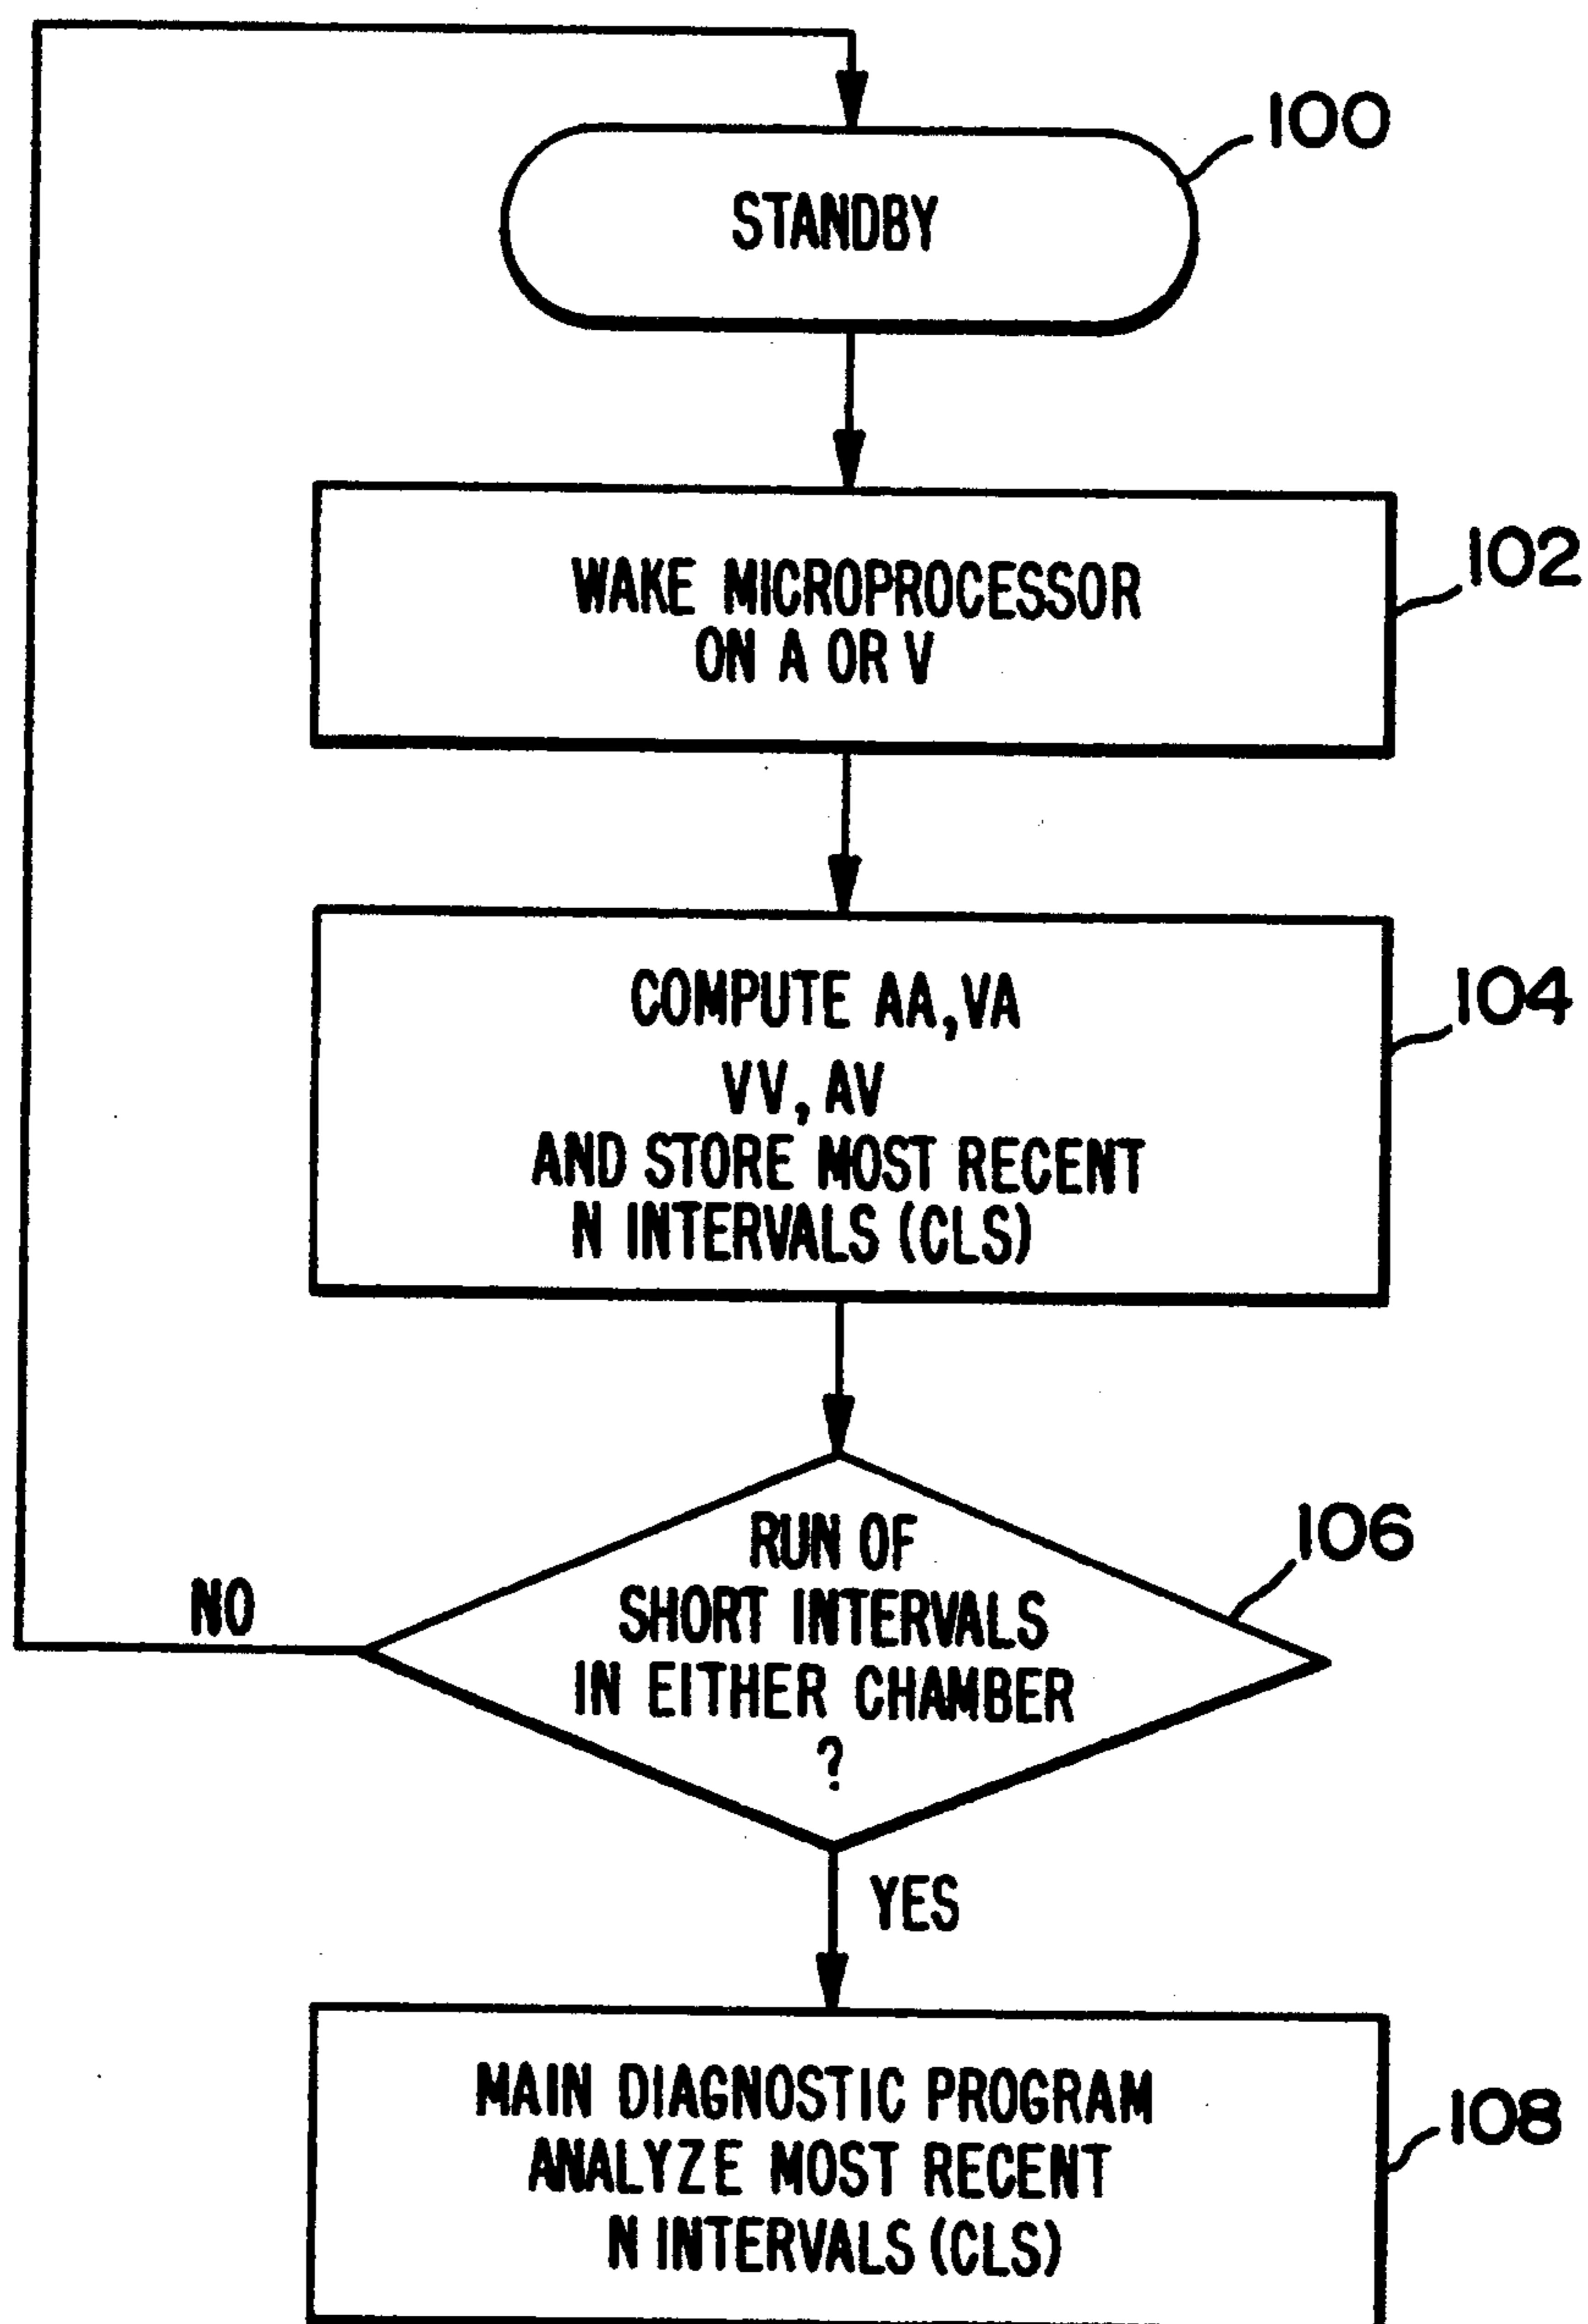 100
STANDBY
102
WAKE MICROPROCESSOR
ON A OR V
104
COMPUTE AA,VA
VV, AV
AND STORE MOST RECENT
N INTERVALS (CLS)
106
RUN OF
SHORT INTERVALS
IN EITHER CHAMBER
?
NO
YES
108
MAIN DIAGNOSTIC PROGRAM
ANALYZE MOST RECENT
N INTERVALS (CLS)